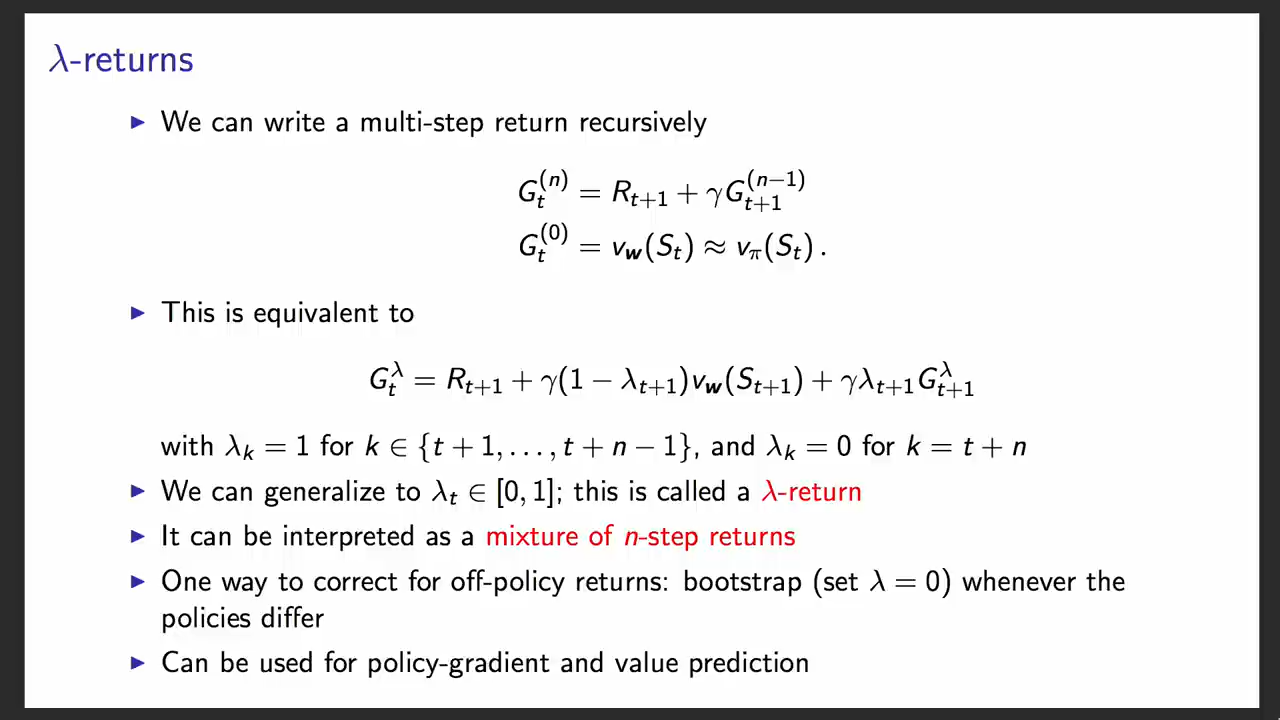 λ-returns
▶ We can write a multi-step return recursively
G_t^{(n)} = R_{t+1} + γG_{t+1}^{(n−1)}
G_t^{(0)} = v_w(S_t) ≈ v_π(S_t) .
▶ This is equivalent to
G_t^λ = R_{t+1} + γ(1 − λ_{t+1})v_w(S_{t+1}) + γλ_{t+1}G_{t+1}^λ
with λ_k = 1 for k ∈ {t + 1, . . . , t + n − 1}, and λ_k = 0 for k = t + n
▶ We can generalize to λ_t ∈ [0, 1]; this is called a λ-return
▶ It can be interpreted as a mixture of n-step returns
▶ One way to correct for off-policy returns: bootstrap (set λ = 0) whenever the
policies differ
▶ Can be used for policy-gradient and value prediction